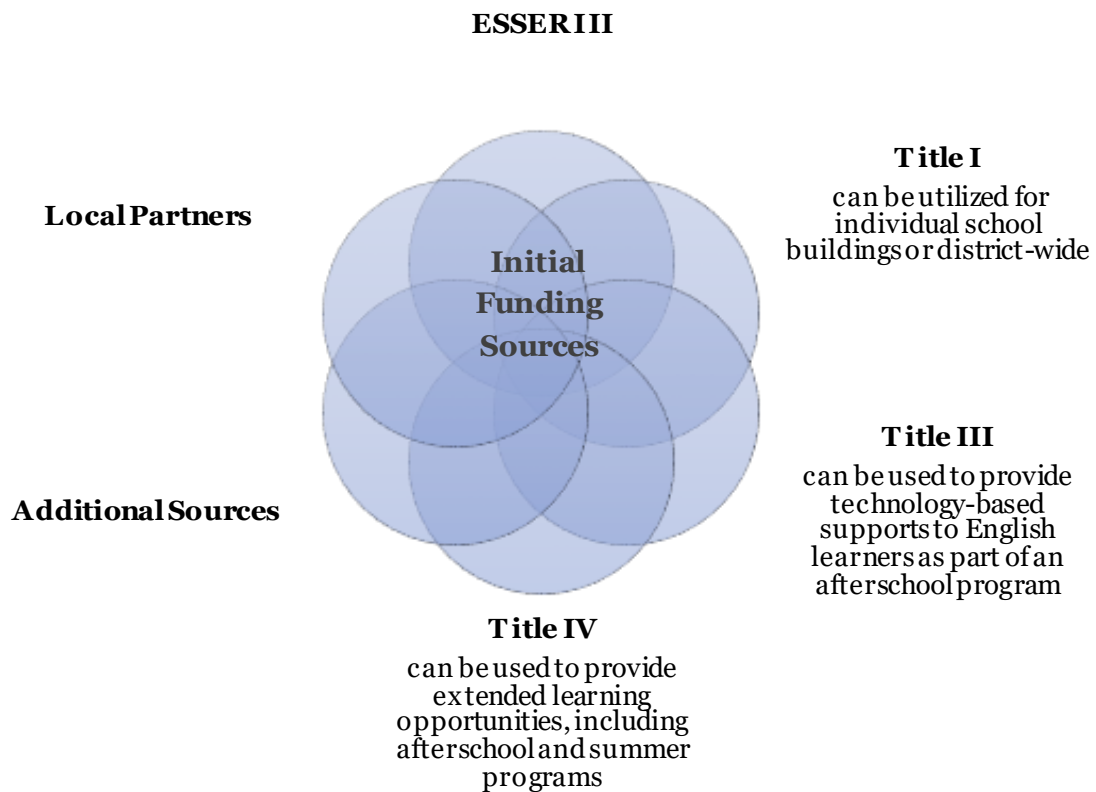 ESSER III
Title I
can be utilized for
individual school
buildings or district-wide
Local Partners
Initial
Funding
Sources
Title III
can be used to provide
technology-based
supports to English
learners as part of an
afterschool program
Additional Sources
Title IV
can be used to provide
extended learning
opportunities, including
afterschool and summer
programs